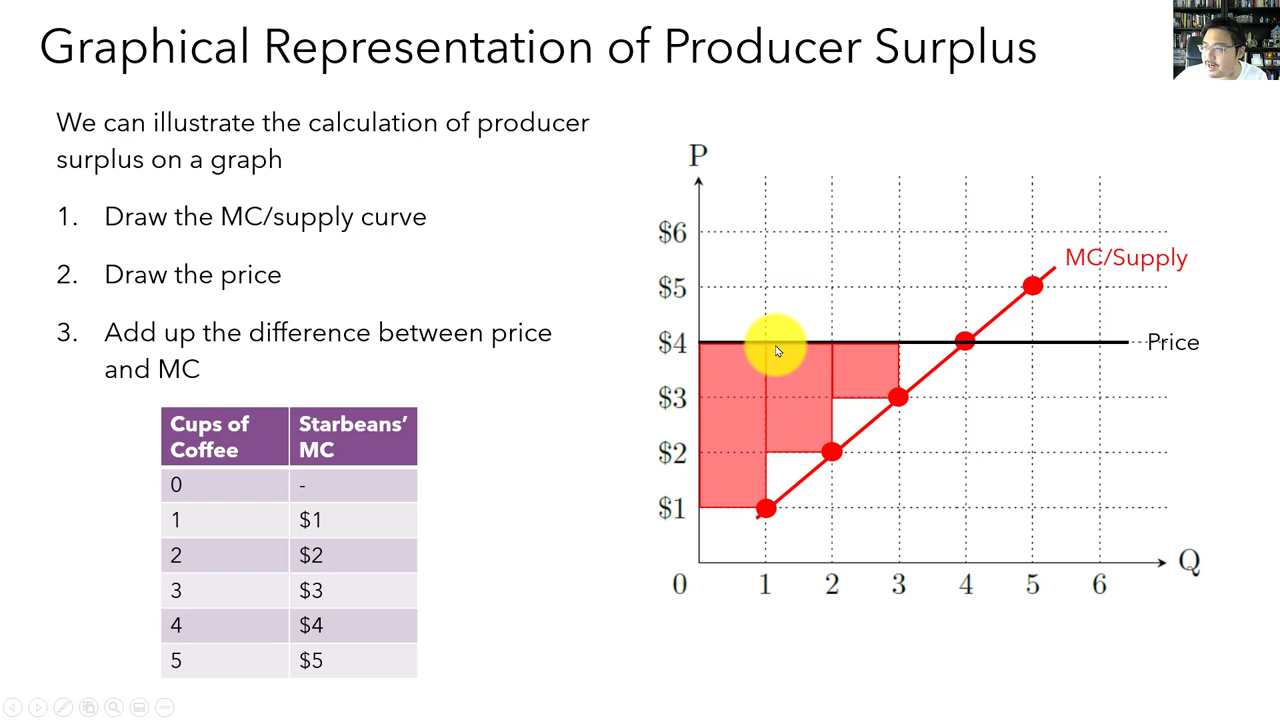 Graphical Representation of Producer Surplus
We can illustrate the calculation of producer
surplus on a graph
1. Draw the MC/supply curve
2. Draw the price
3. Add up the difference between price
and MC
Cups of Coffee Starbeans’ MC
0 -
1 $1
2 $2
3 $3
4 $4
5 $5
P
$6
MC/Supply
$5
$4 Price
$3
$2
$1
Q
0 1 2 3 4 5 6